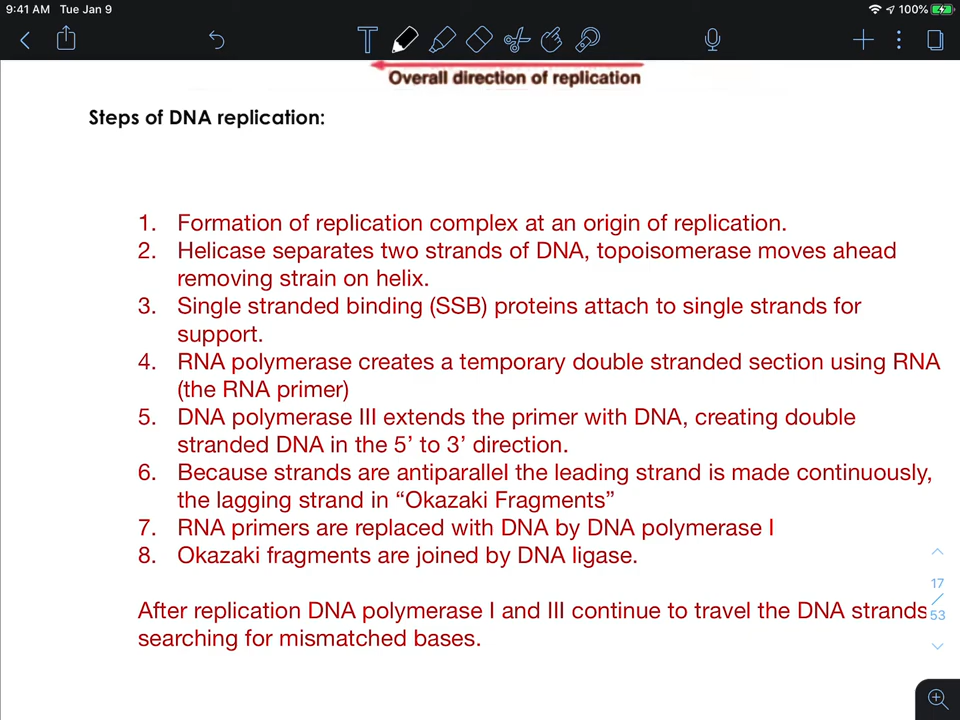 9:41 AM Tue Jan 9
100%
Overall direction of replication
Steps of DNA replication:
1. Formation of replication complex at an origin of replication.
2. Helicase separates two strands of DNA, topoisomerase moves ahead
removing strain on helix.
3. Single stranded binding (SSB) proteins attach to single strands for
support.
4. RNA polymerase creates a temporary double stranded section using RNA
(the RNA primer)
5. DNA polymerase III extends the primer with DNA, creating double
stranded DNA in the 5’ to 3’ direction.
6. Because strands are antiparallel the leading strand is made continuously,
the lagging strand in “Okazaki Fragments”
7. RNA primers are replaced with DNA by DNA polymerase I
8. Okazaki fragments are joined by DNA ligase.
After replication DNA polymerase I and III continue to travel the DNA strands
searching for mismatched bases.
17
/
53